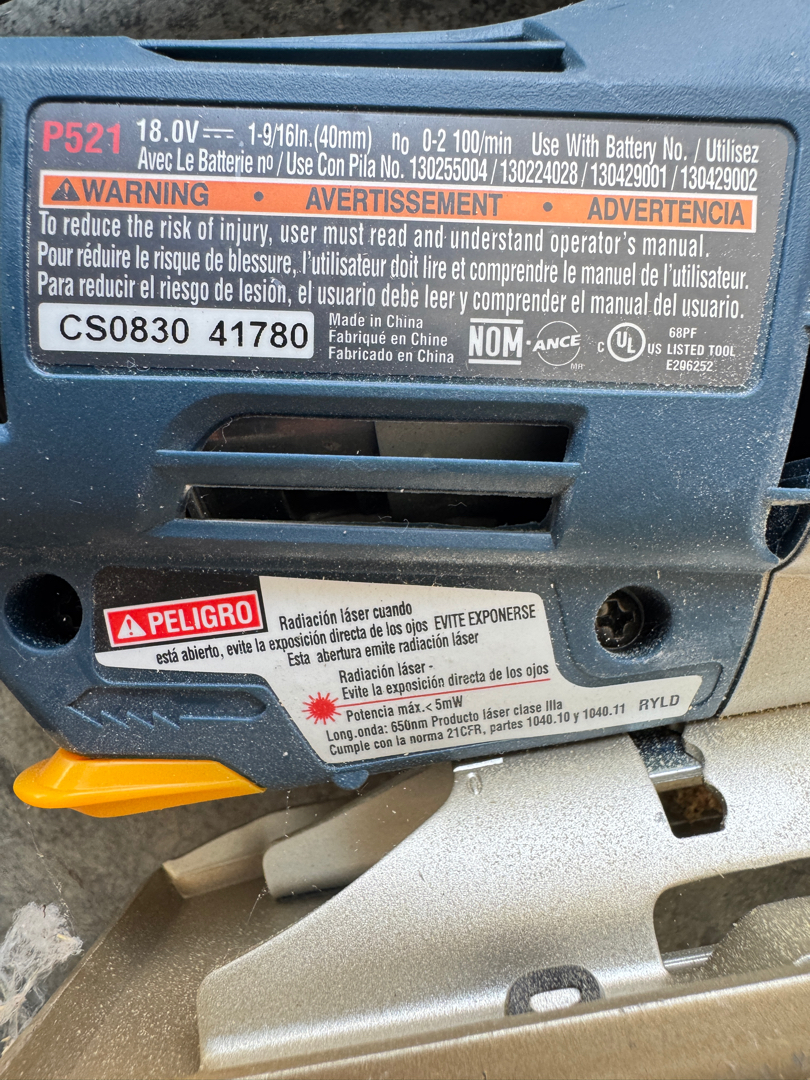 P521 18.0V⎓ 1-9/16In.(40mm) n₀ 0-2 100/min Use With Battery No. / Utilisez
Avec Le Batterie nº / Use Con Pila No. 130255004 / 130224028 / 130429001 / 130429002
⚠WARNING • AVERTISSEMENT • ADVERTENCIA
To reduce the risk of injury, user must read and understand operator's manual.
Pour réduire le risque de blessure, l'utilisateur doit lire et comprendre le manuel de l'utilisateur.
Para reducir el riesgo de lesión, el usuario debe leer y comprender el manual del usuario.
CS0830 41780
Made in China
Fabriqué en Chine
Fabricado en China
NOM - ANCE MR
c UL US
68PF
LISTED TOOL
E206252
⚠PELIGRO
Radiación láser cuando
está abierto, evite la exposición directa de los ojos EVITE EXPONERSE
Esta abertura emite radiación láser
Radiación láser -
Evite la exposición directa de los ojos
Potencia máx.< 5mW
Long.onda: 650nm Producto láser clase IIIa
Cumple con la norma 21CFR, partes 1040.10 y 1040.11 RYLD